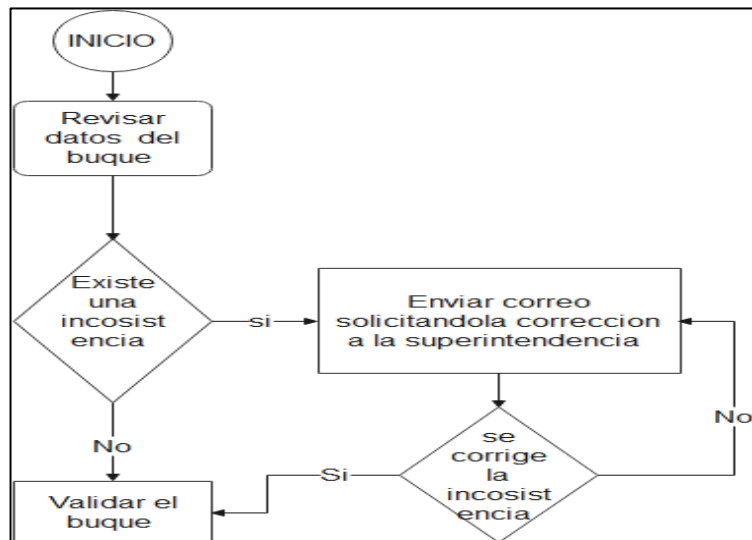 INICIO
Revisar
datos del
buque
Existe
una
incosist
encia
si
Enviar correo
solicitandola correccion
a la superintendencia
No
No
Si
se
corrige
la
incosist
encia
Validar el
buque